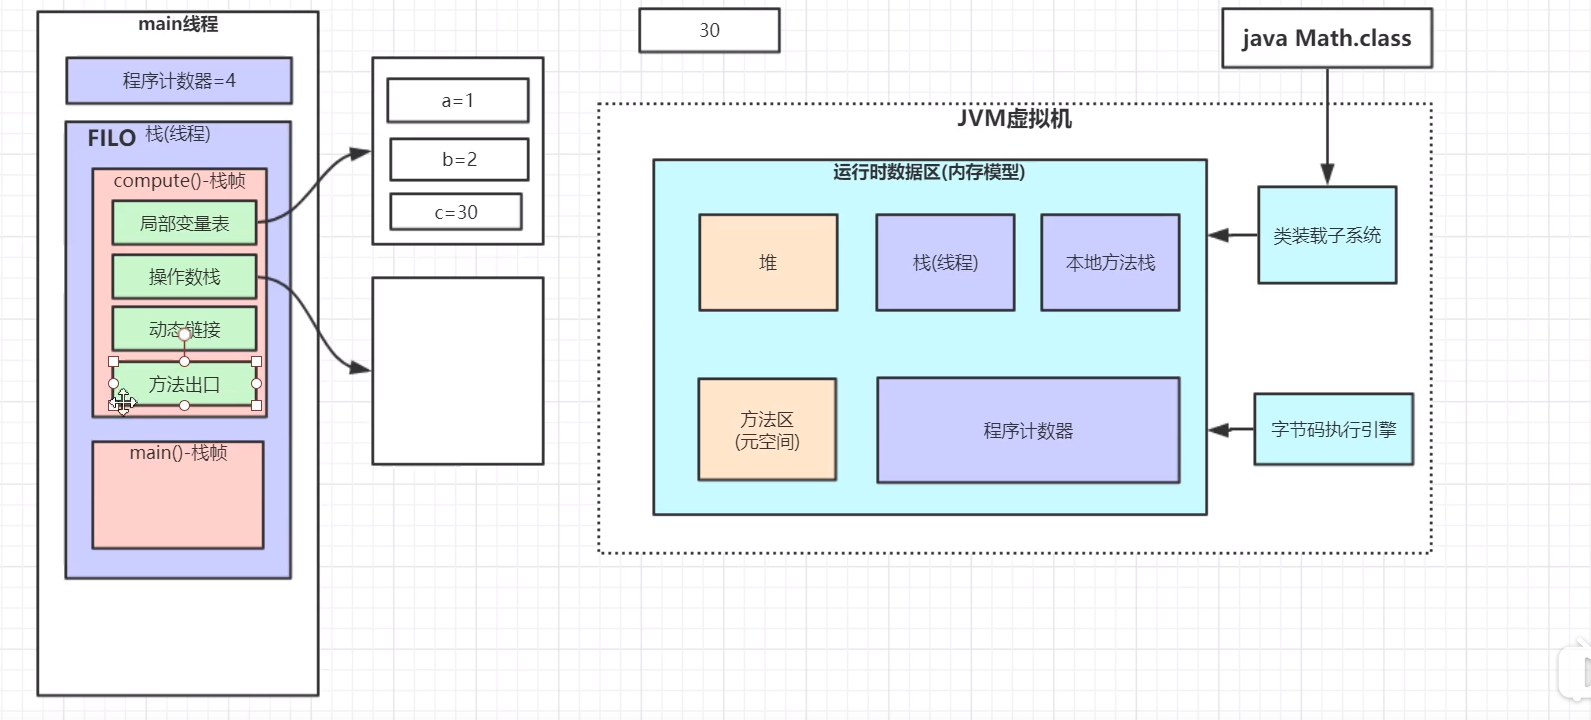 main线程
程序计数器=4
FILO 栈(线程)
compute()-栈帧
局部变量表
操作数栈
动态链接
方法出口
main()-栈帧
a=1
b=2
c=30
30
java Math.class
JVM虚拟机
运行时数据区(内存模型)
堆
栈(线程)
本地方法栈
方法区
(元空间)
程序计数器
类装载子系统
字节码执行引擎